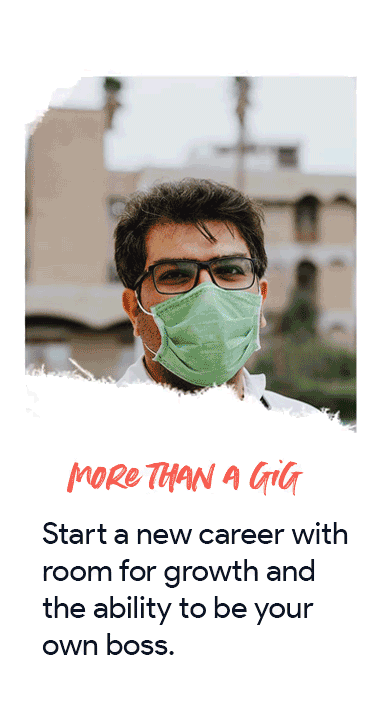 MORE THAN A GiG
Start a new career with
room for growth and
the ability to be your
own boss.